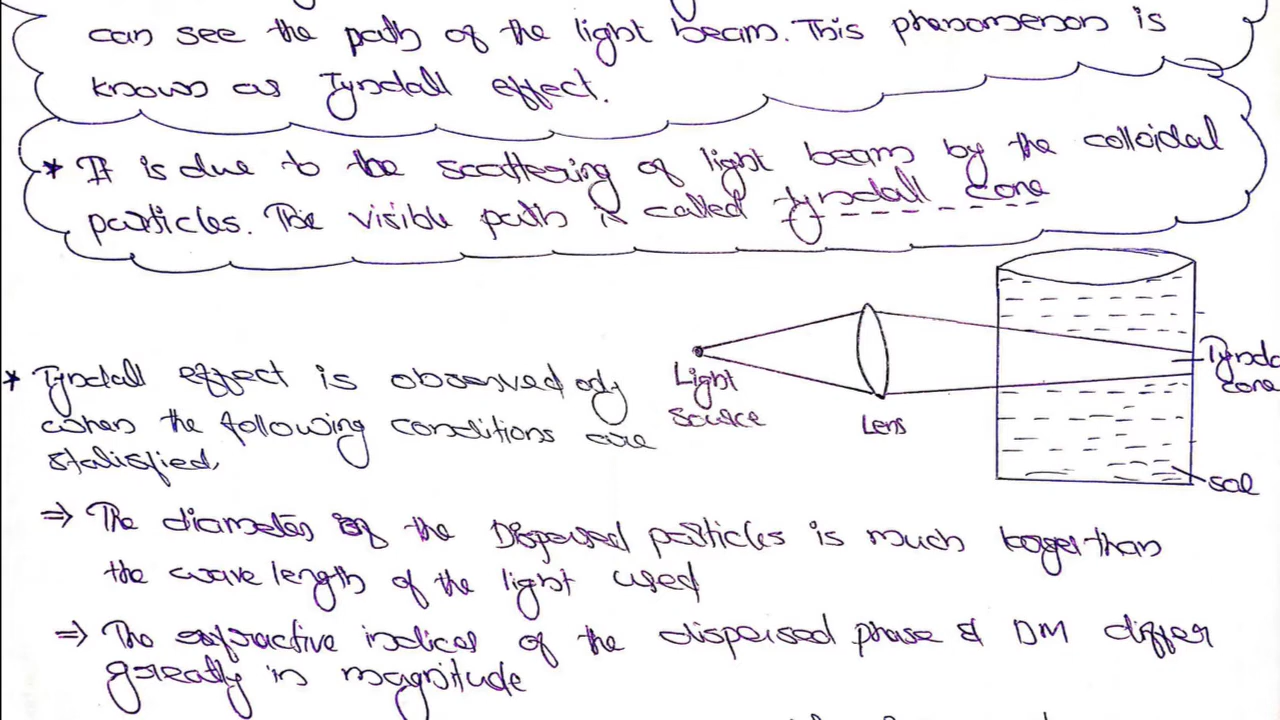 can see the path of the light beam. This phenomenon is
known as Tyndall effect.
* It is due to the scattering of light beam by the colloidal
particles. The visible path is called tyndall cone
* Tyndall effect is observed only
when the following conditions are
statisfied,
Light
source
Lens
Tynda
cone
sol
⇒ The diameter of the Dispersed particles is much larger than
the wave length of the light used
⇒ The refractive indices of the dispersed phase & DM differ
greatly in magnitude